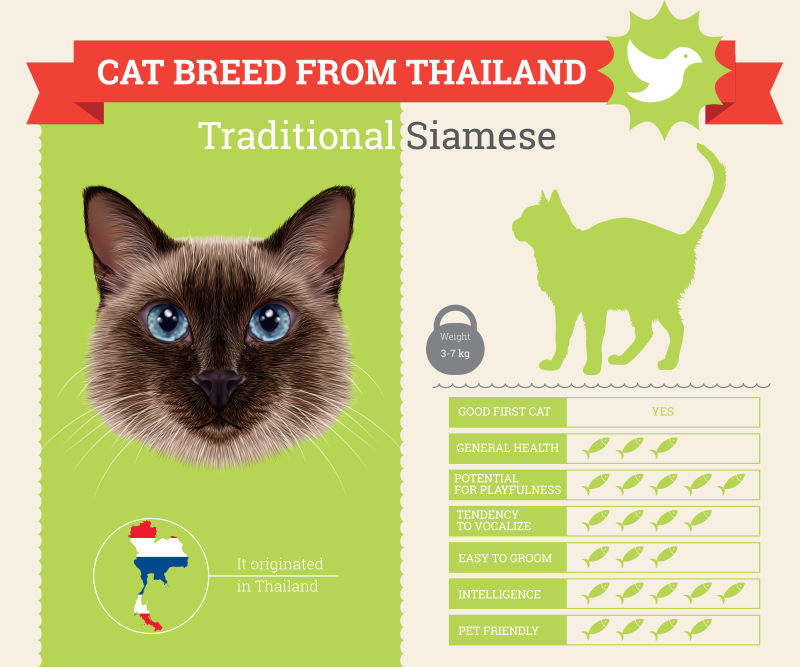 CAT BREED FROM THAILAND
Traditional Siamese
Weight
3-7 kg
GOOD FIRST CAT YES
GENERAL HEALTH
POTENTIAL
FOR PLAYFULNESS
TENDENCY
TO VOCALIZE
EASY TO GROOM
INTELLIGENCE
PET FRIENDLY
It originated
in Thailand